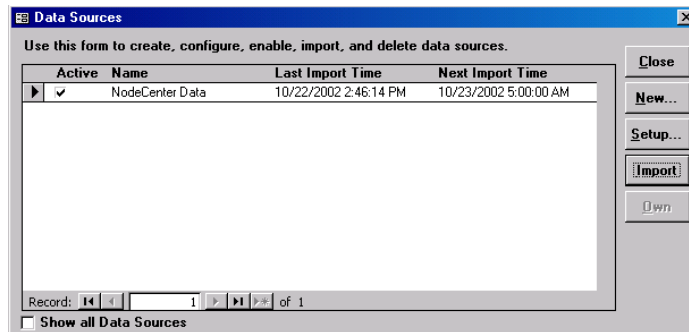 Data Sources
Use this form to create, configure, enable, import, and delete data sources.
Close
Active Name Last Import Time Next Import Time
NodeCenter Data 10/22/2002 2:46:14 PM 10/23/2002 5:00:00 AM
New...
Setup...
Import
Own
Record: 1 of 1
Show all Data Sources